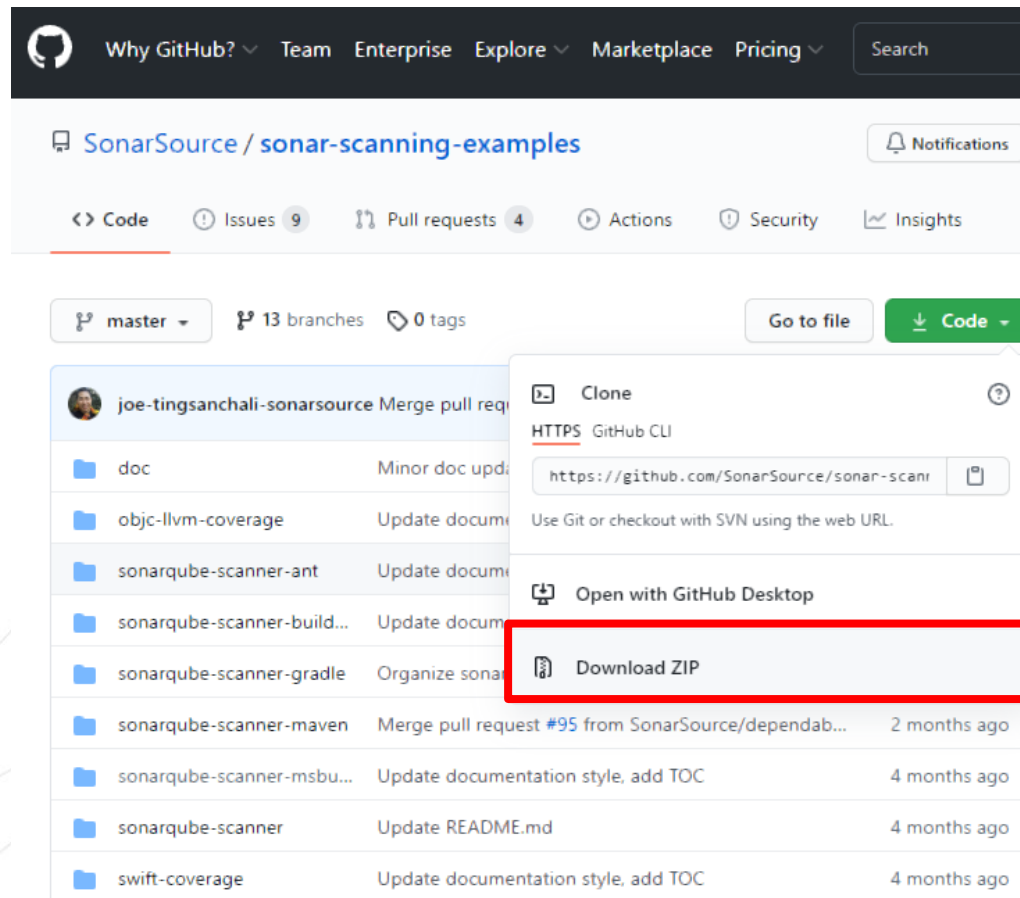 Why GitHub? Team Enterprise Explore Marketplace Pricing Search
SonarSource / sonar-scanning-examples Notifications
Code Issues 9 Pull requests 4 Actions Security Insights
master 13 branches 0 tags Go to file Code
joe-tingsanchali-sonarsource Merge pull req
Clone
HTTPS GitHub CLI
https://github.com/SonarSource/sonar-scanr
Use Git or checkout with SVN using the web URL.
Open with GitHub Desktop
Download ZIP
doc Minor doc upda
objc-llvm-coverage Update docume
sonarqube-scanner-ant Update docume
sonarqube-scanner-build... Update docum
sonarqube-scanner-gradle Organize sonar
sonarqube-scanner-maven Merge pull request #95 from SonarSource/dependab... 2 months ago
sonarqube-scanner-msbu... Update documentation style, add TOC 4 months ago
sonarqube-scanner Update README.md 4 months ago
swift-coverage Update documentation style, add TOC 4 months ago